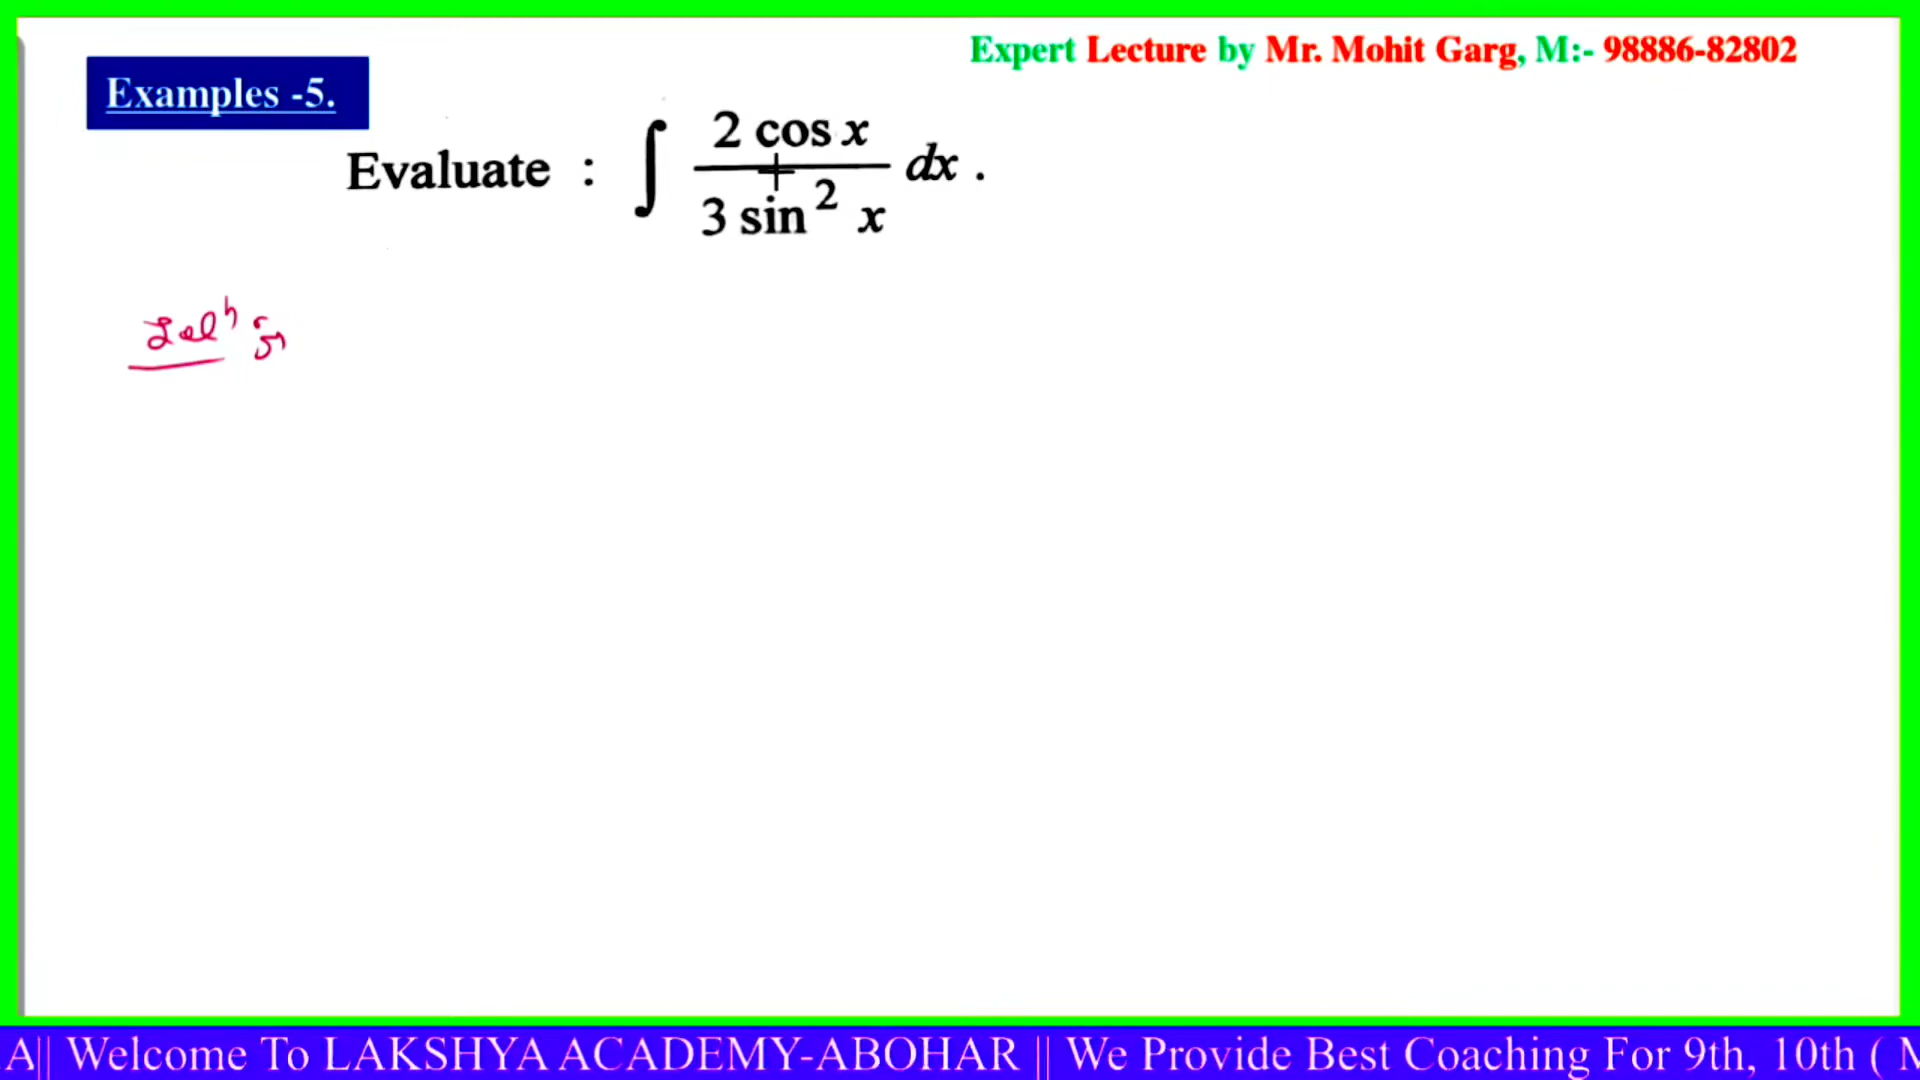 Expert Lecture by Mr. Mohit Garg, M:- 98886-82802
Examples -5.
Evaluate : ∫ (2 cos x)/(3 sin² x) dx .
Solⁿ :
A|| Welcome To LAKSHYA ACADEMY-ABOHAR || We Provide Best Coaching For 9th, 10th ( M